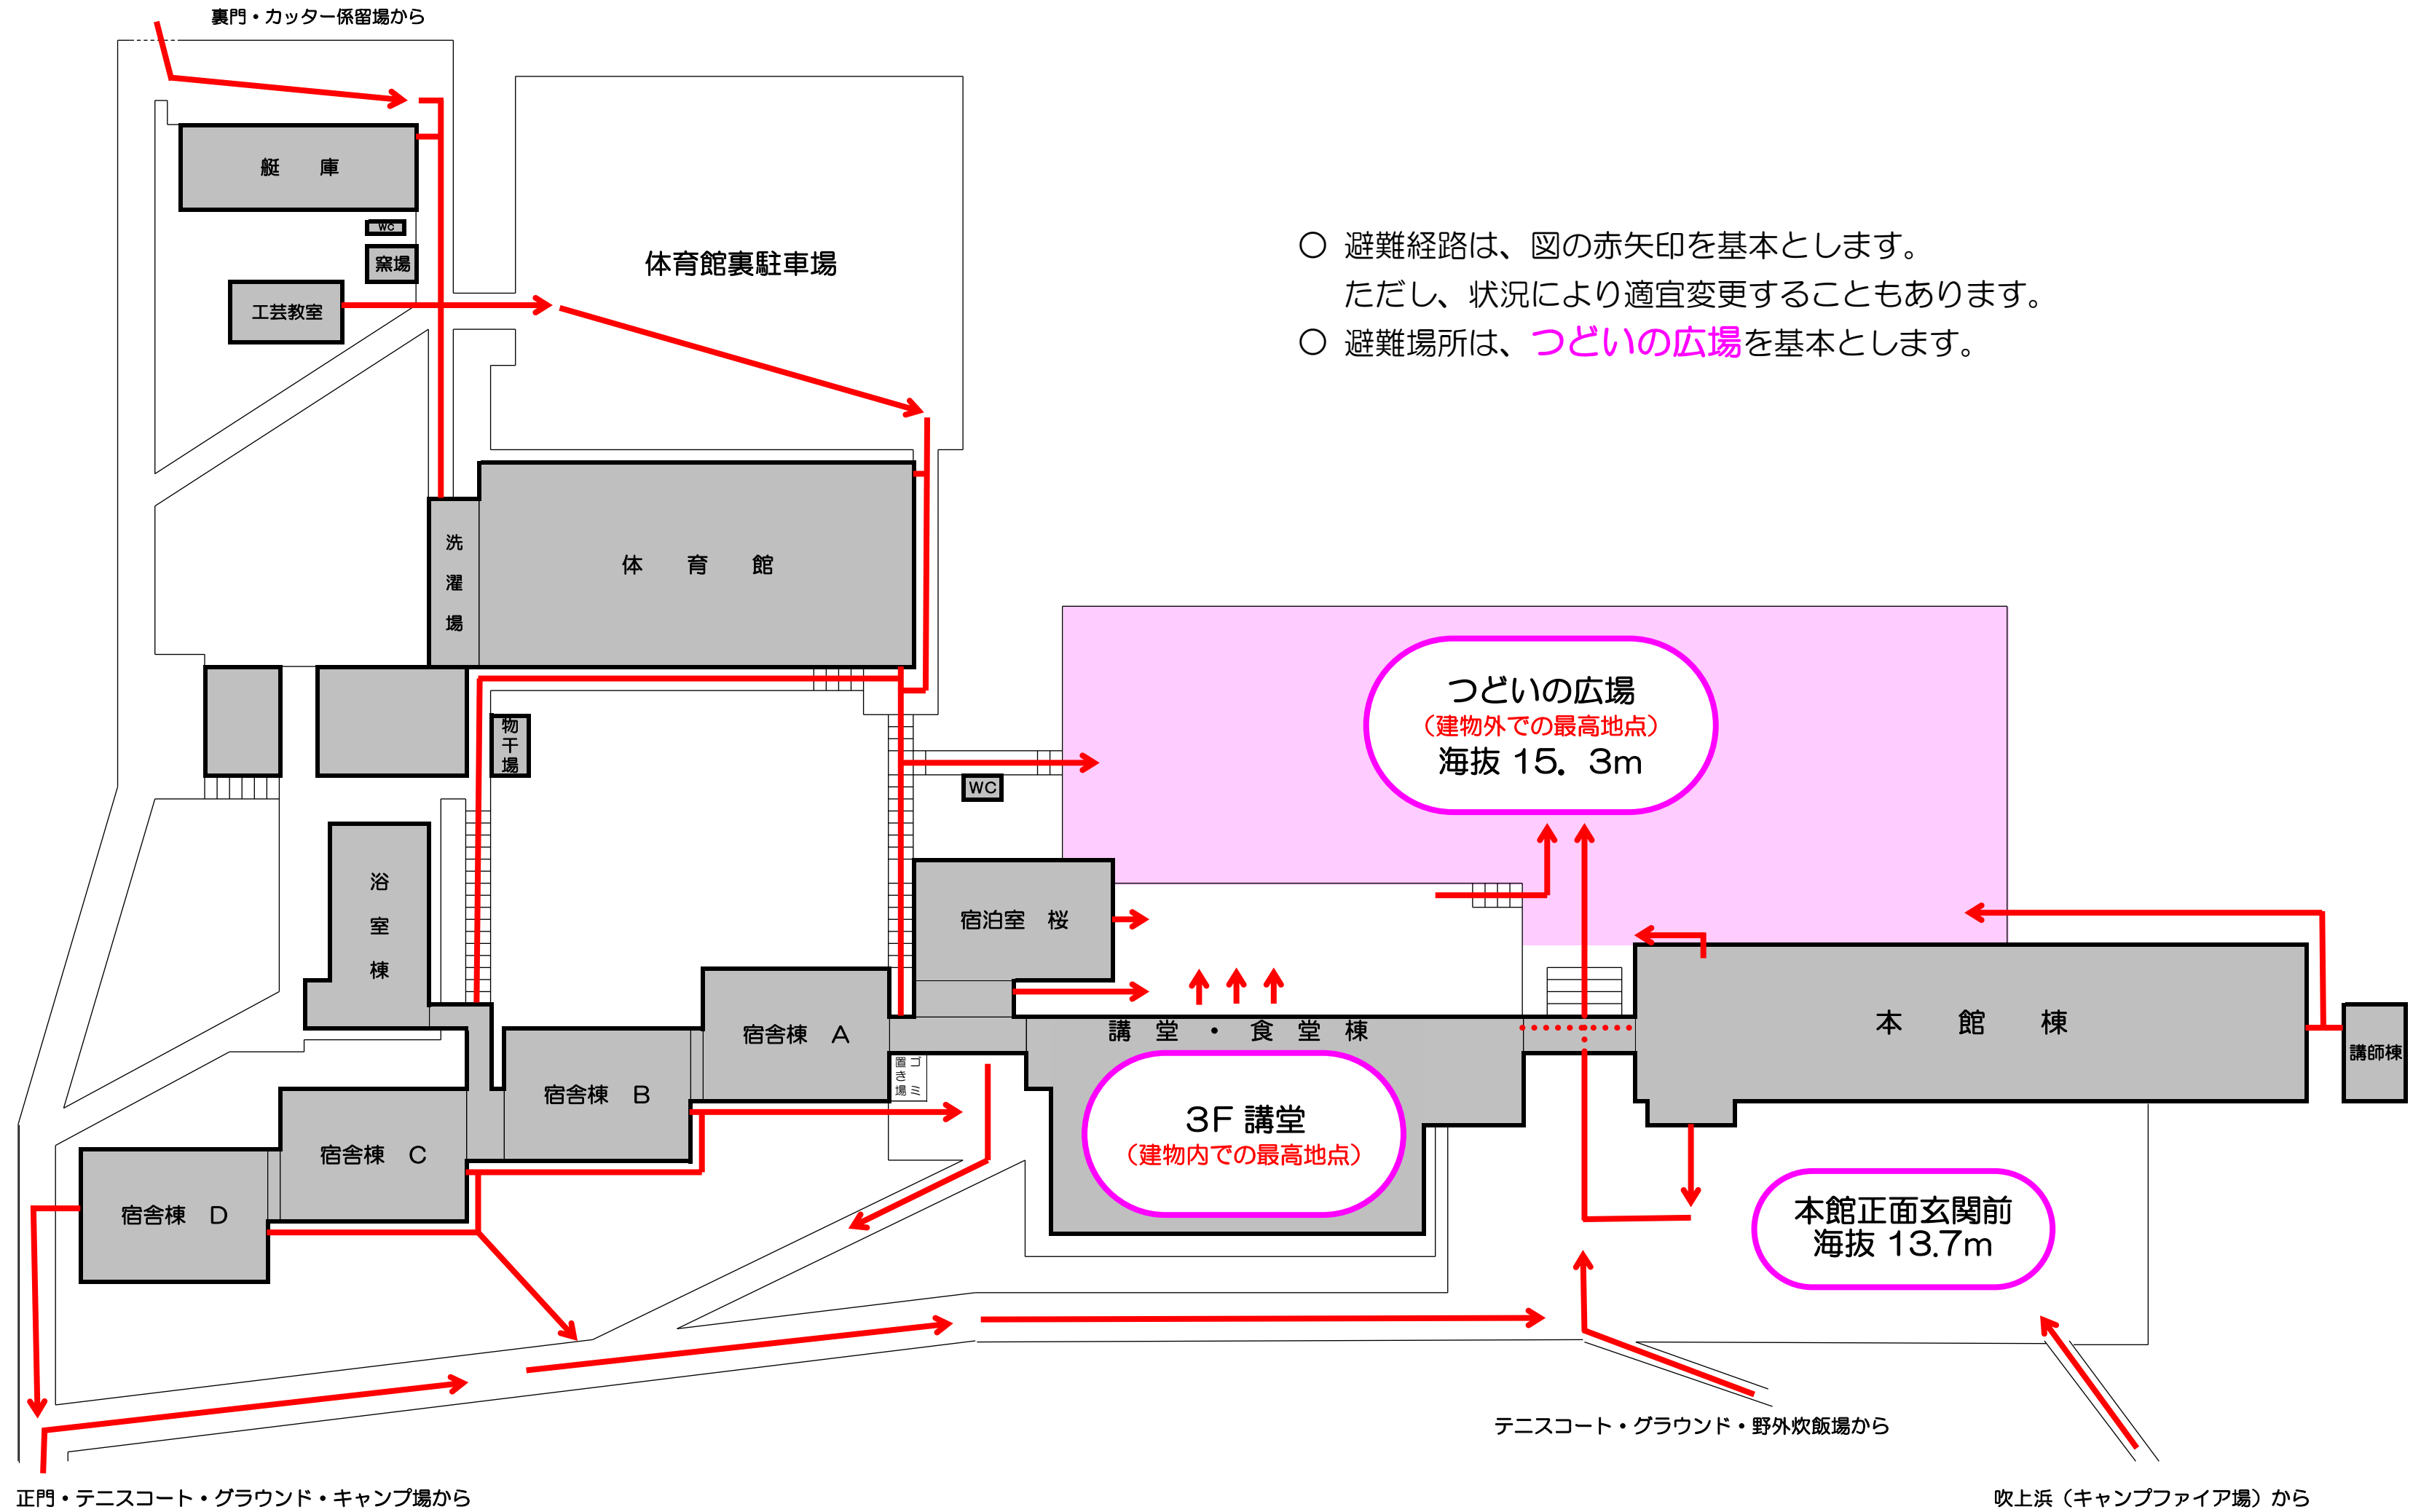 裏門・カッター係留場から
艇　庫
WC
窯場
工芸教室
体育館裏駐車場
○ 避難経路は、図の赤矢印を基本とします。
ただし、状況により適宜変更することもあります。
○ 避難場所は、つどいの広場を基本とします。
洗濯場
体　育　館
物干場
つどいの広場
（建物外での最高地点）
海抜 15．3m
WC
浴室棟
宿泊室　桜
宿舎棟　A
講　堂　・　食　堂　棟
本　館　棟
講師棟
ゴミ置き場
宿舎棟　B
3F 講堂
（建物内での最高地点）
宿舎棟　C
宿舎棟　D
本館正面玄関前
海抜 13.7m
テニスコート・グラウンド・野外炊飯場から
正門・テニスコート・グラウンド・キャンプ場から
吹上浜（キャンプファイア場）から